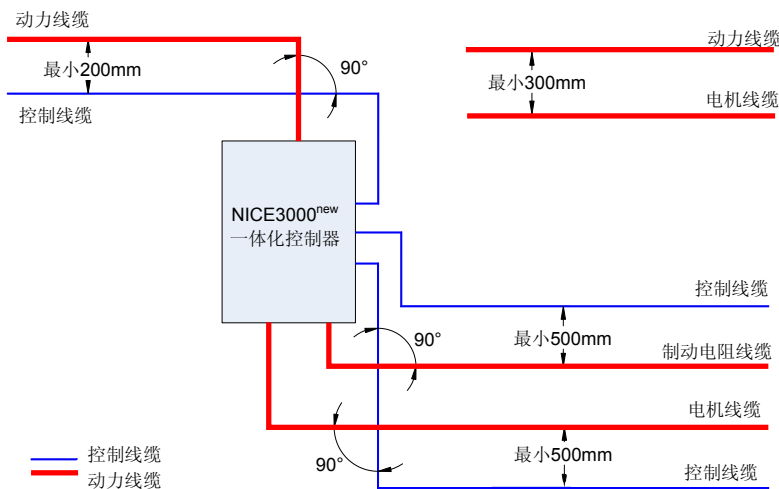 动力线缆
最小200mm
90°
控制线缆
动力线缆
最小300mm
电机线缆
NICE3000new
一体化控制器
控制线缆
最小500mm
90°
制动电阻线缆
电机线缆
90°
最小500mm
控制线缆
控制线缆
动力线缆